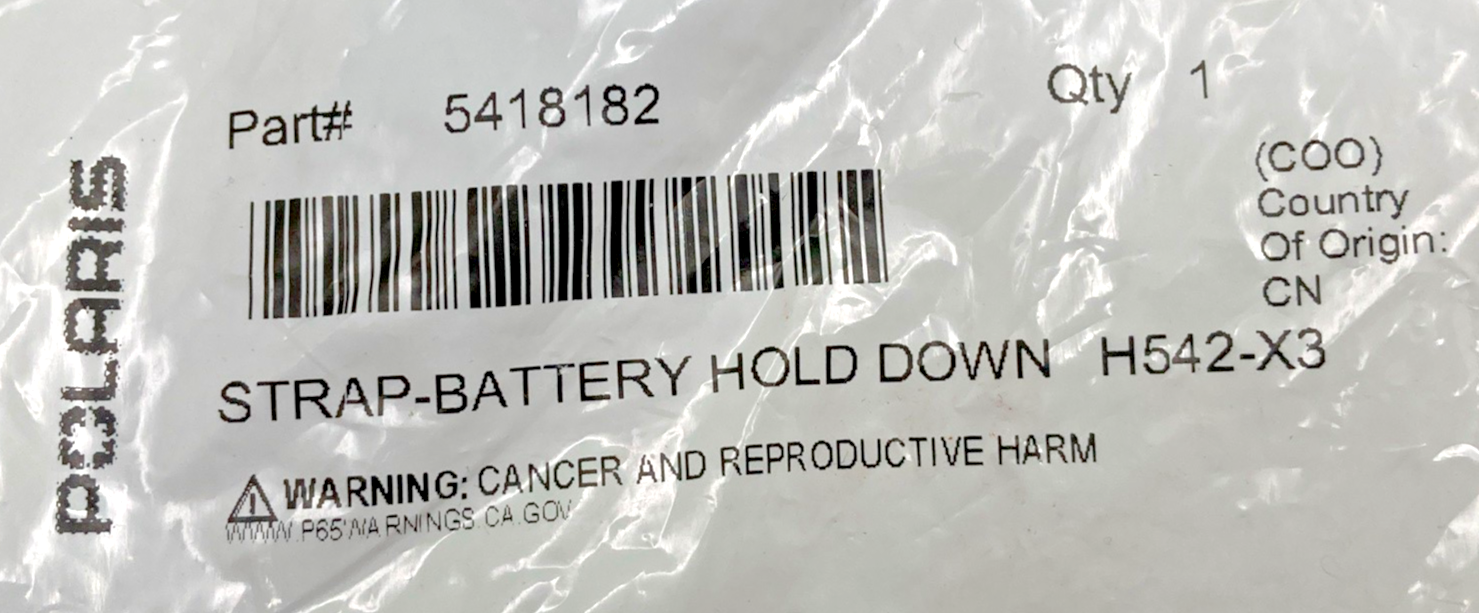 POLARIS
Part# 5418182
Qty 1
(COO)
Country
Of Origin:
CN
STRAP-BATTERY HOLD DOWN H542-X3
WARNING: CANCER AND REPRODUCTIVE HARM
WWW.P65WARNINGS.CA.GOV